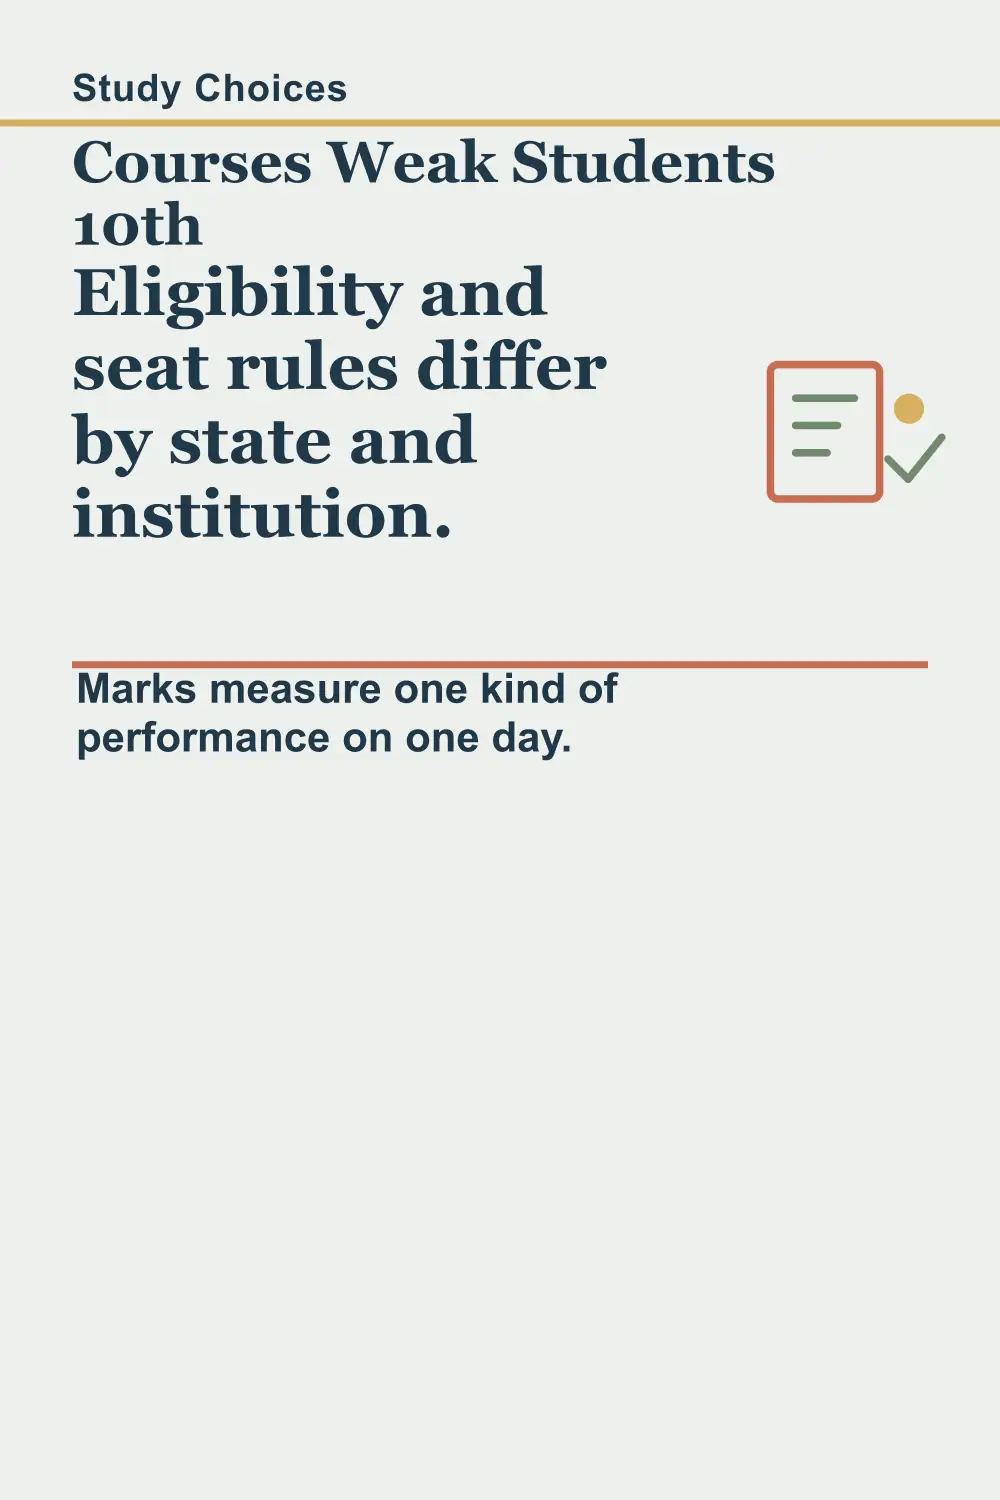 Study Choices
Courses Weak Students
10th
Eligibility and
seat rules differ
by state and
institution.
Marks measure one kind of
performance on one day.